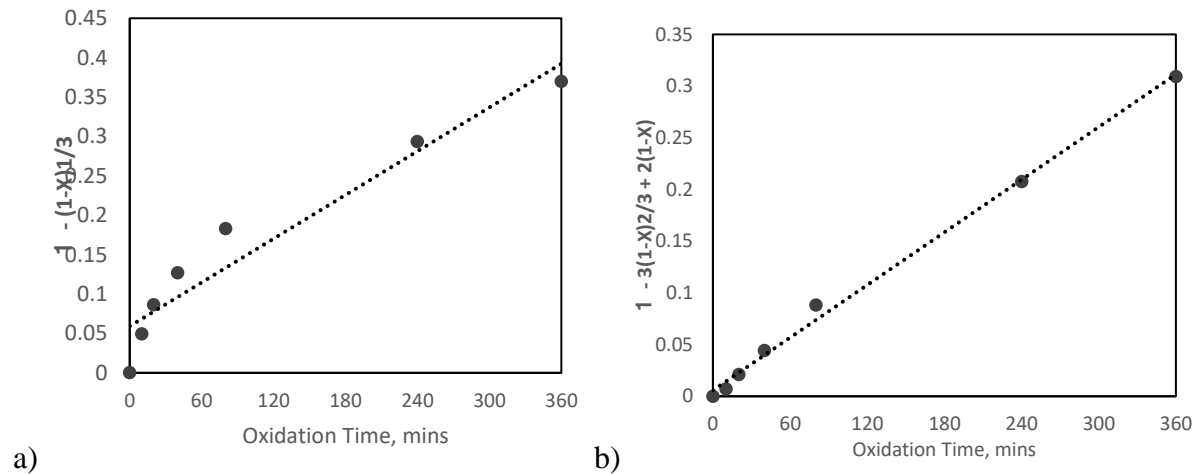 0.45
0.4
0.35
0.3
0.25
0.2
0.15
0.1
0.05
0
1 - (1-X)1/3
0 60 120 180 240 300 360
Oxidation Time, mins
a)
0.35
0.3
0.25
0.2
0.15
0.1
0.05
0
1 - 3(1-X)2/3 + 2(1-X)
0 60 120 180 240 300 360
Oxidation Time, mins
b)